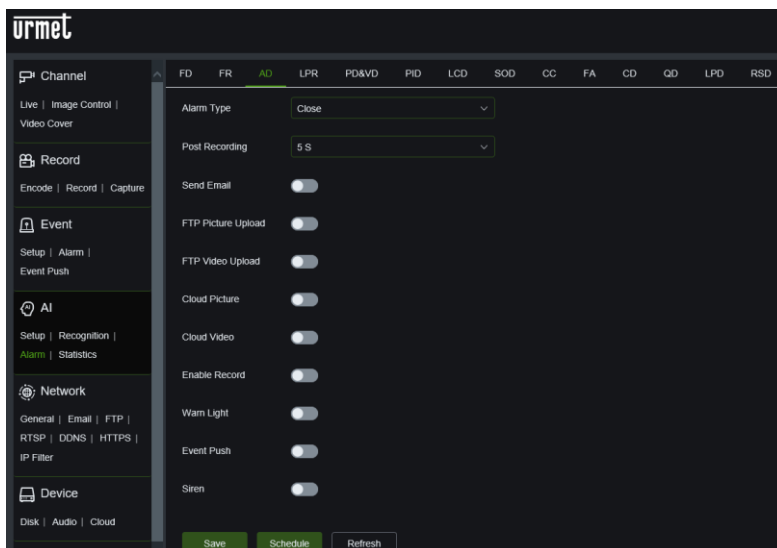 urmet
Channel
Live | Image Control |
Video Cover
Record
Encode | Record | Capture
Event
Setup | Alarm |
Event Push
AI
Setup | Recognition |
Alarm | Statistics
Network
General | Email | FTP |
RTSP | DDNS | HTTPS |
IP Filter
Device
Disk | Audio | Cloud
FD FR AD LPR PD&VD PID LCD SOD CC FA CD QD LPD RSD
Alarm Type Close
Post Recording 5 S
Send Email
FTP Picture Upload
FTP Video Upload
Cloud Picture
Cloud Video
Enable Record
Warn Light
Event Push
Siren
Save Schedule Refresh